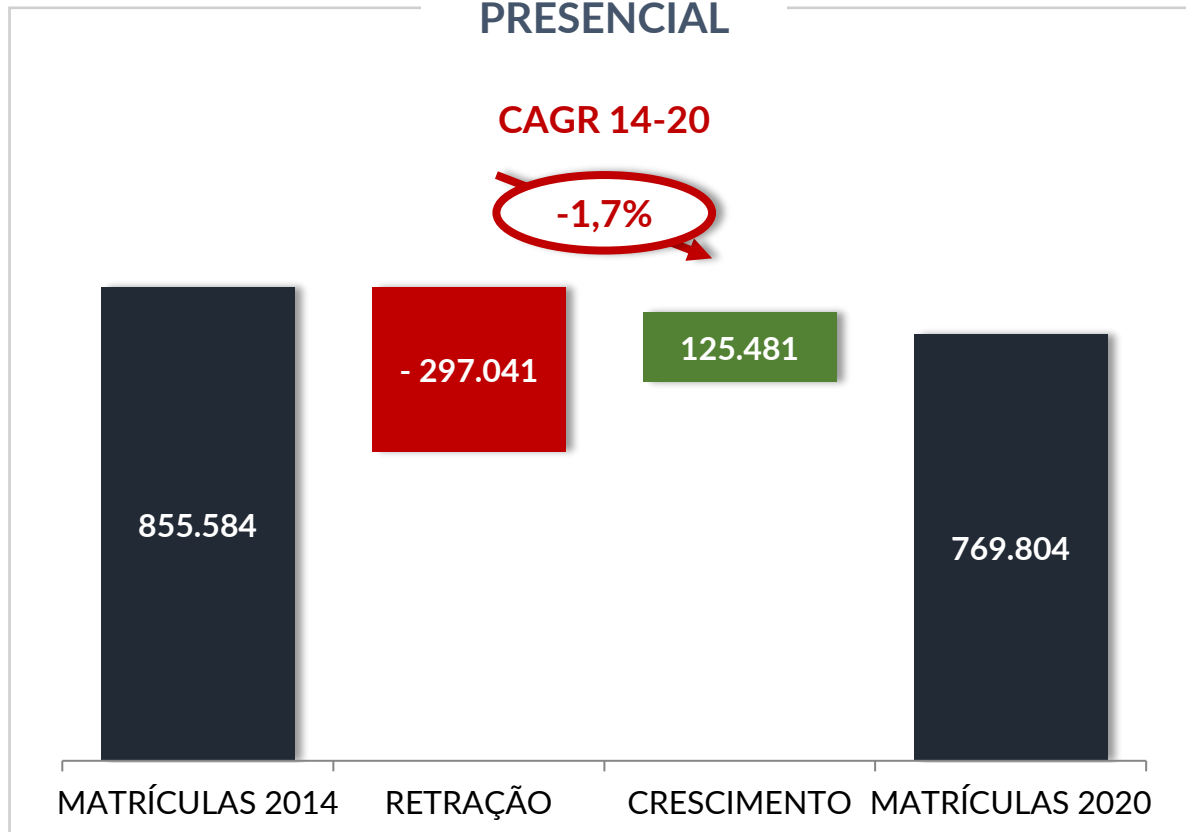 PRESENCIAL
CAGR 14-20
-1,7%
125.481
- 297.041
855.584
769.804
MATRÍCULAS 2014 RETRAÇÃO CRESCIMENTO MATRÍCULAS 2020